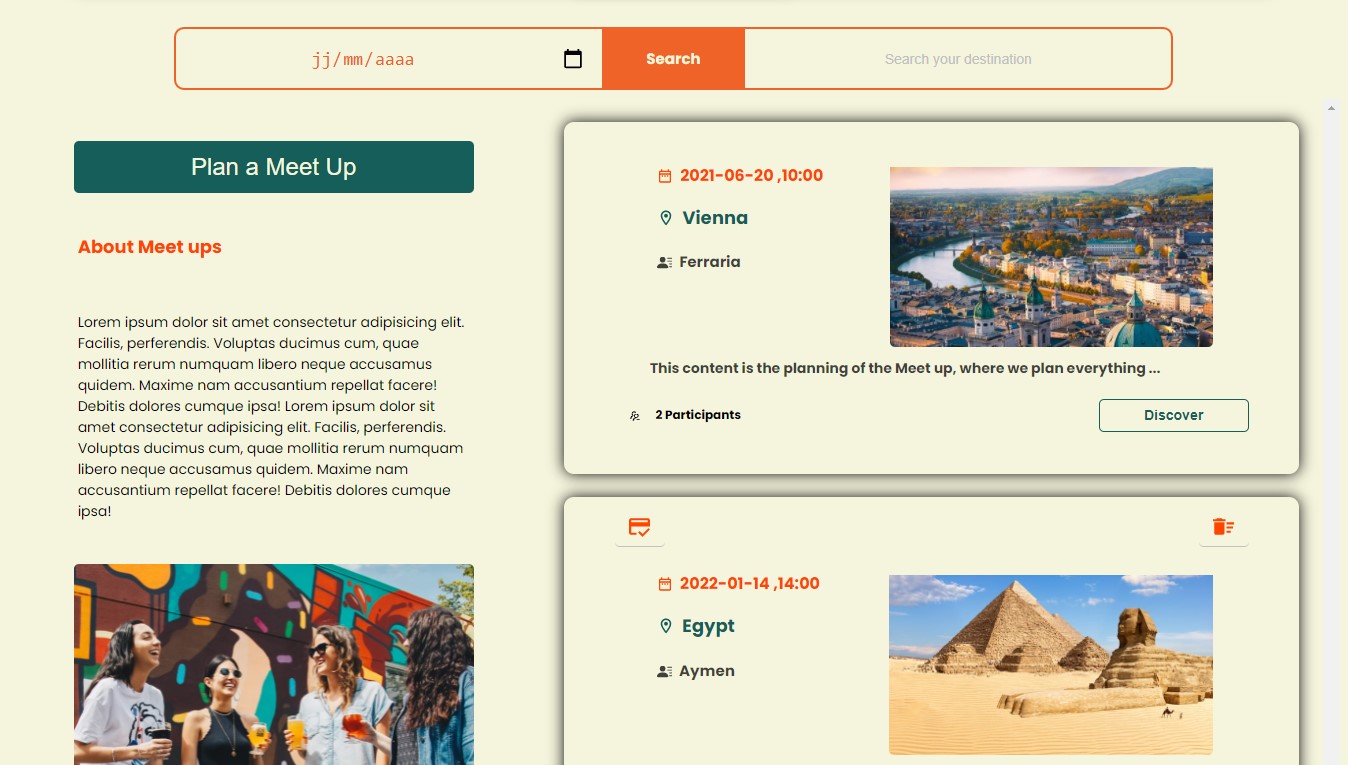 jj/mm/aaaa
Search
Search your destination
Plan a Meet Up
About Meet ups
Lorem ipsum dolor sit amet consectetur adipisicing elit.
Facilis, perferendis. Voluptas ducimus cum, quae
mollitia rerum numquam libero neque accusamus
quidem. Maxime nam accusantium repellat facere!
Debitis dolores cumque ipsa! Lorem ipsum dolor sit
amet consectetur adipisicing elit. Facilis, perferendis.
Voluptas ducimus cum, quae mollitia rerum numquam
libero neque accusamus quidem. Maxime nam
accusantium repellat facere! Debitis dolores cumque
ipsa!
2021-06-20 ,10:00
Vienna
Ferraria
This content is the planning of the Meet up, where we plan everything ...
2 Participants
Discover
2022-01-14 ,14:00
Egypt
Aymen